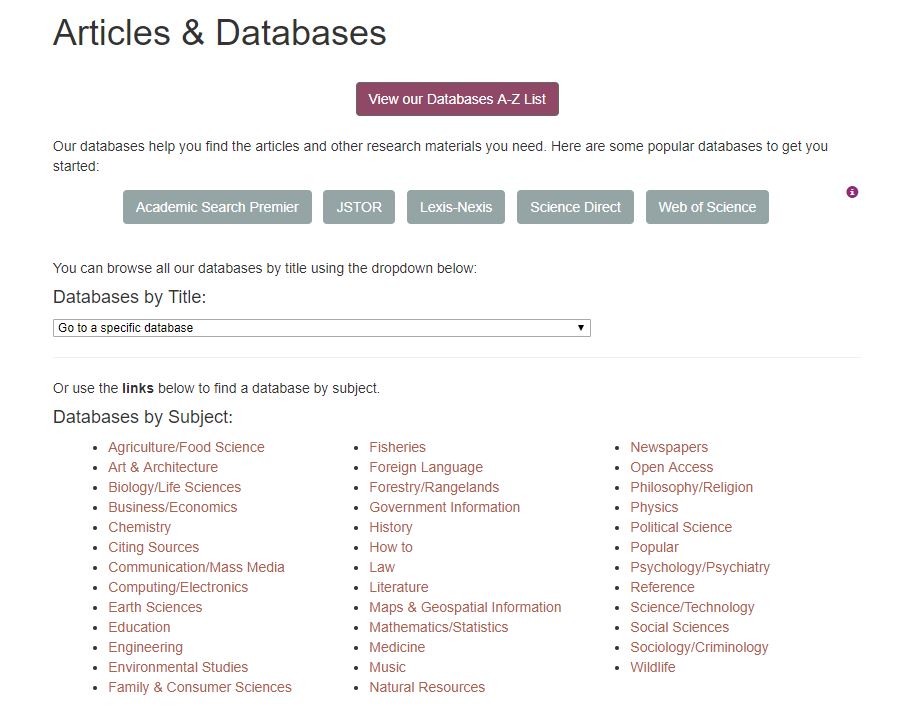 Articles & Databases
View our Databases A-Z List
Our databases help you find the articles and other research materials you need. Here are some popular databases to get you
started:
Academic Search Premier
JSTOR
Lexis-Nexis
Science Direct
Web of Science
You can browse all our databases by title using the dropdown below:
Databases by Title:
Go to a specific database
Or use the links below to find a database by subject.
Databases by Subject:
Agriculture/Food Science
Art & Architecture
Biology/Life Sciences
Business/Economics
Chemistry
Citing Sources
Communication/Mass Media
Computing/Electronics
Earth Sciences
Education
Engineering
Environmental Studies
Family & Consumer Sciences
Fisheries
Foreign Language
Forestry/Rangelands
Government Information
History
How to
Law
Literature
Maps & Geospatial Information
Mathematics/Statistics
Medicine
Music
Natural Resources
Newspapers
Open Access
Philosophy/Religion
Physics
Political Science
Popular
Psychology/Psychiatry
Reference
Science/Technology
Social Sciences
Sociology/Criminology
Wildlife